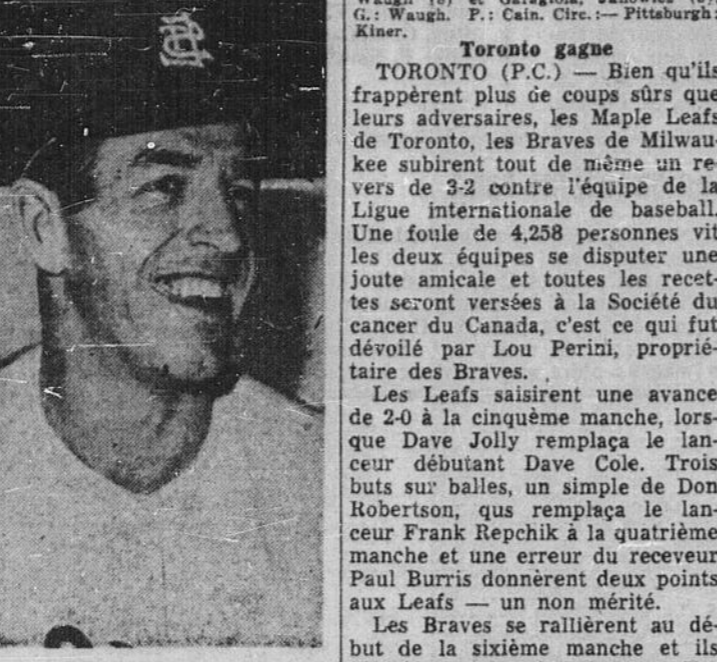 G.: Waugh. P.: Cain. Circ.:— Pittsburgh:
Kiner.
Toronto gagne
TORONTO (P.C.) — Bien qu'ils
frappèrent plus de coups sûrs que
leurs adversaires, les Maple Leafs
de Toronto, les Braves de Milwau-
kee subirent tout de même un re-
vers de 3-2 contre l'équipe de la
Ligue internationale de baseball.
Une foule de 4,258 personnes vit
les deux équipes se disputer une
joute amicale et toutes les recet-
tes seront versées à la Société du
cancer du Canada, c'est ce qui fut
dévoilé par Lou Perini, proprié-
taire des Braves.
Les Leafs saisirent une avance
de 2-0 à la cinquème manche, lors-
que Dave Jolly remplaça le lan-
ceur débutant Dave Cole. Trois
buts sur balles, un simple de Don
Robertson, qus remplaça le lan-
ceur Frank Repchik à la quatrième
manche et une erreur du receveur
Paul Burris donnèrent deux points
aux Leafs — un non mérité.
Les Braves se rallièrent au dé-
but de la sixième manche et ils